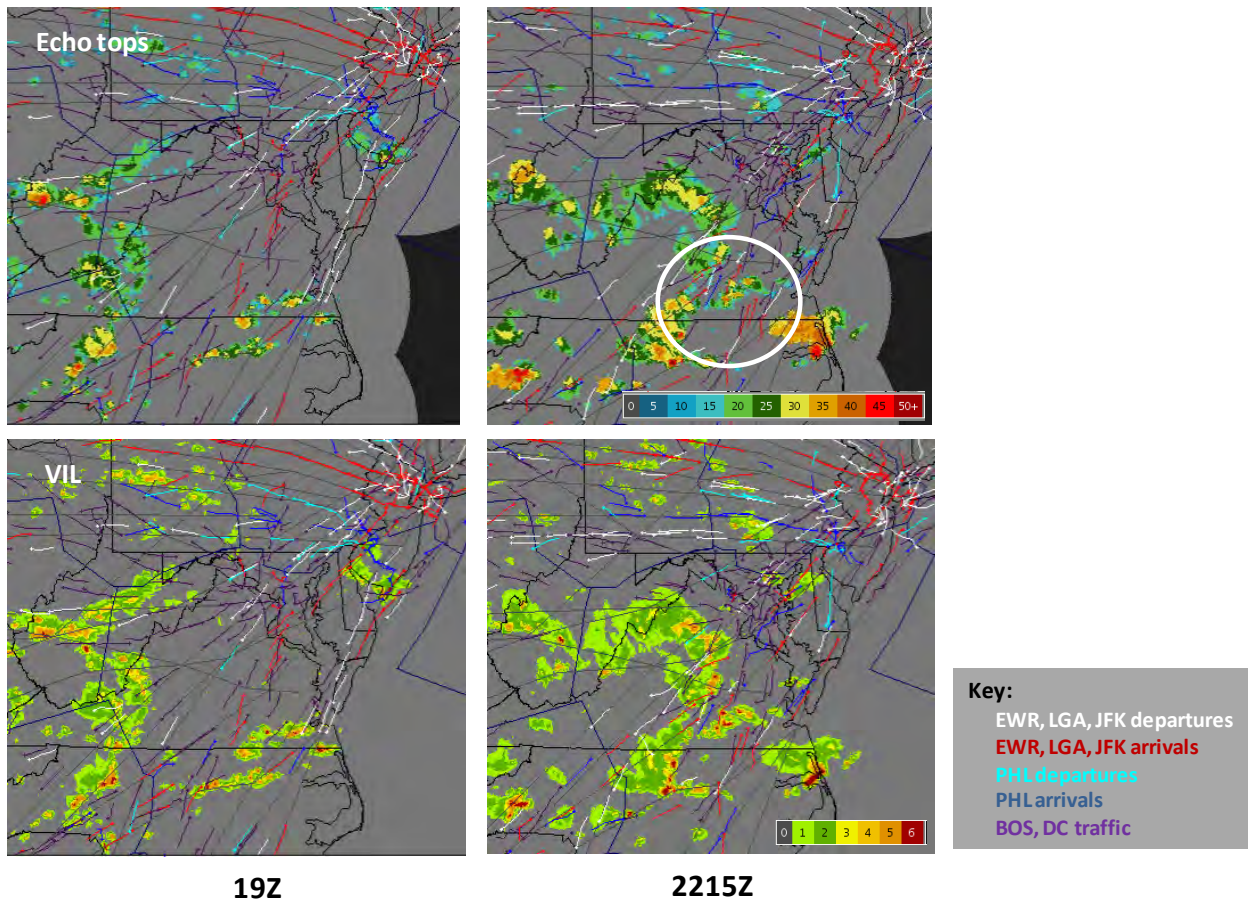 Echo tops
0 5 10 15 20 25 30 35 40 45 50+
VIL
0 1 2 3 4 5 6
Key:
EWR, LGA, JFK departures
EWR, LGA, JFK arrivals
PHL departures
PHL arrivals
BOS, DC traffic
19Z
2215Z